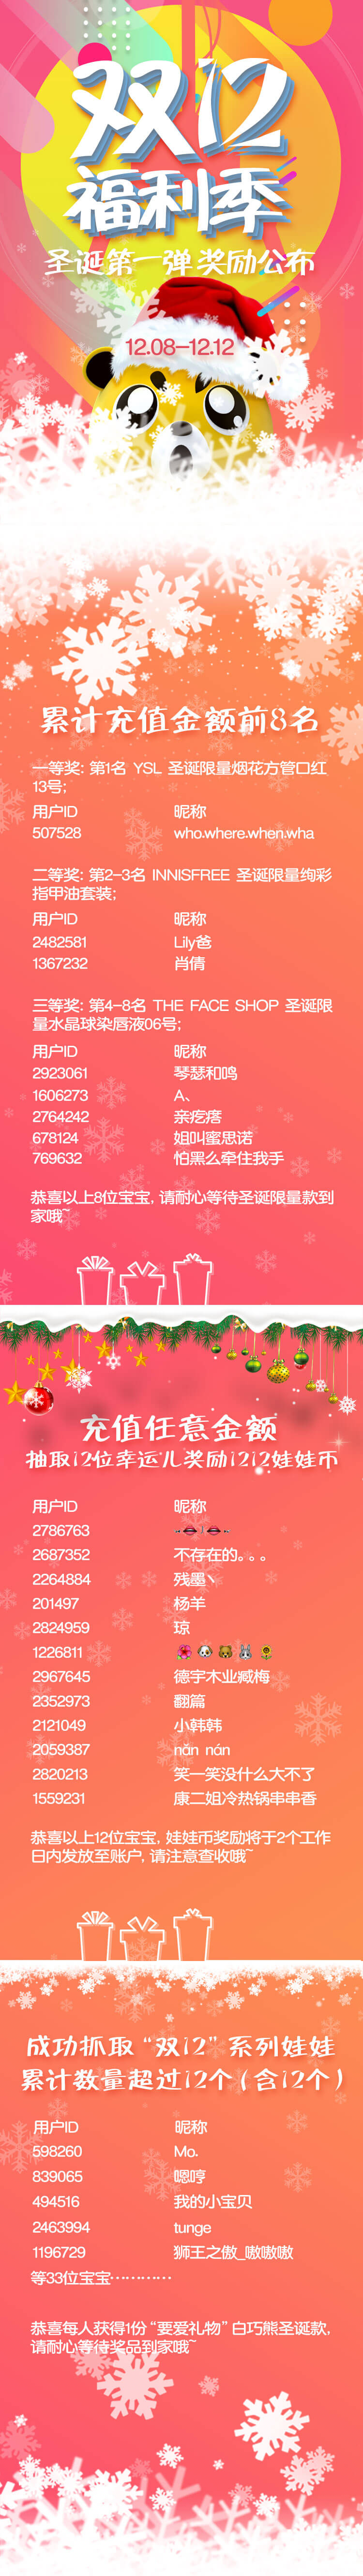 双12
福利季
圣诞第一弹奖励公布
12.08-12.12
累计充值金额前8名
一等奖: 第1名 YSL 圣诞限量烟花方管口红
13号;
用户ID 昵称
507528 who.where.when.wha
二等奖: 第2-3名 INNISFREE 圣诞限量绚彩
指甲油套装;
用户ID 昵称
2482581 Lily爸
1367232 肖倩
三等奖: 第4-8名 THE FACE SHOP 圣诞限
量水晶球染唇液06号;
用户ID 昵称
2923061 琴瑟和鸣
1606273 A、
2764242 亲疙瘩
678124 姐叫蜜思诺
769632 怕黑么牵住我手
恭喜以上8位宝宝, 请耐心等待圣诞限量款到
家哦~
充值任意金额
抽取12位幸运儿奖励1212娃娃币
用户ID 昵称
2786763
2687352 不存在的。。。
2264884 残墨丶
201497 杨羊
2824959 琼
1226811 🌺🐶🐻🐰🌻
2967645 德宇木业臧梅
2352973 翻篇
2121049 小韩韩
2059387 nǎn nán
2820213 笑一笑没什么大不了
1559231 康二姐冷热锅串串香
恭喜以上12位宝宝, 娃娃币奖励将于2个工作
日内发放至账户, 请注意查收哦~
成功抓取“双12”系列娃娃
累计数量超过12个(含12个)
用户ID 昵称
598260 Mo.
839065 嗯哼
494516 我的小宝贝
2463994 tunge
1196729 狮王之傲_嗷嗷嗷
等33位宝宝…………
恭喜每人获得1份“要爱礼物”白巧熊圣诞款,
请耐心等待奖品到家哦~